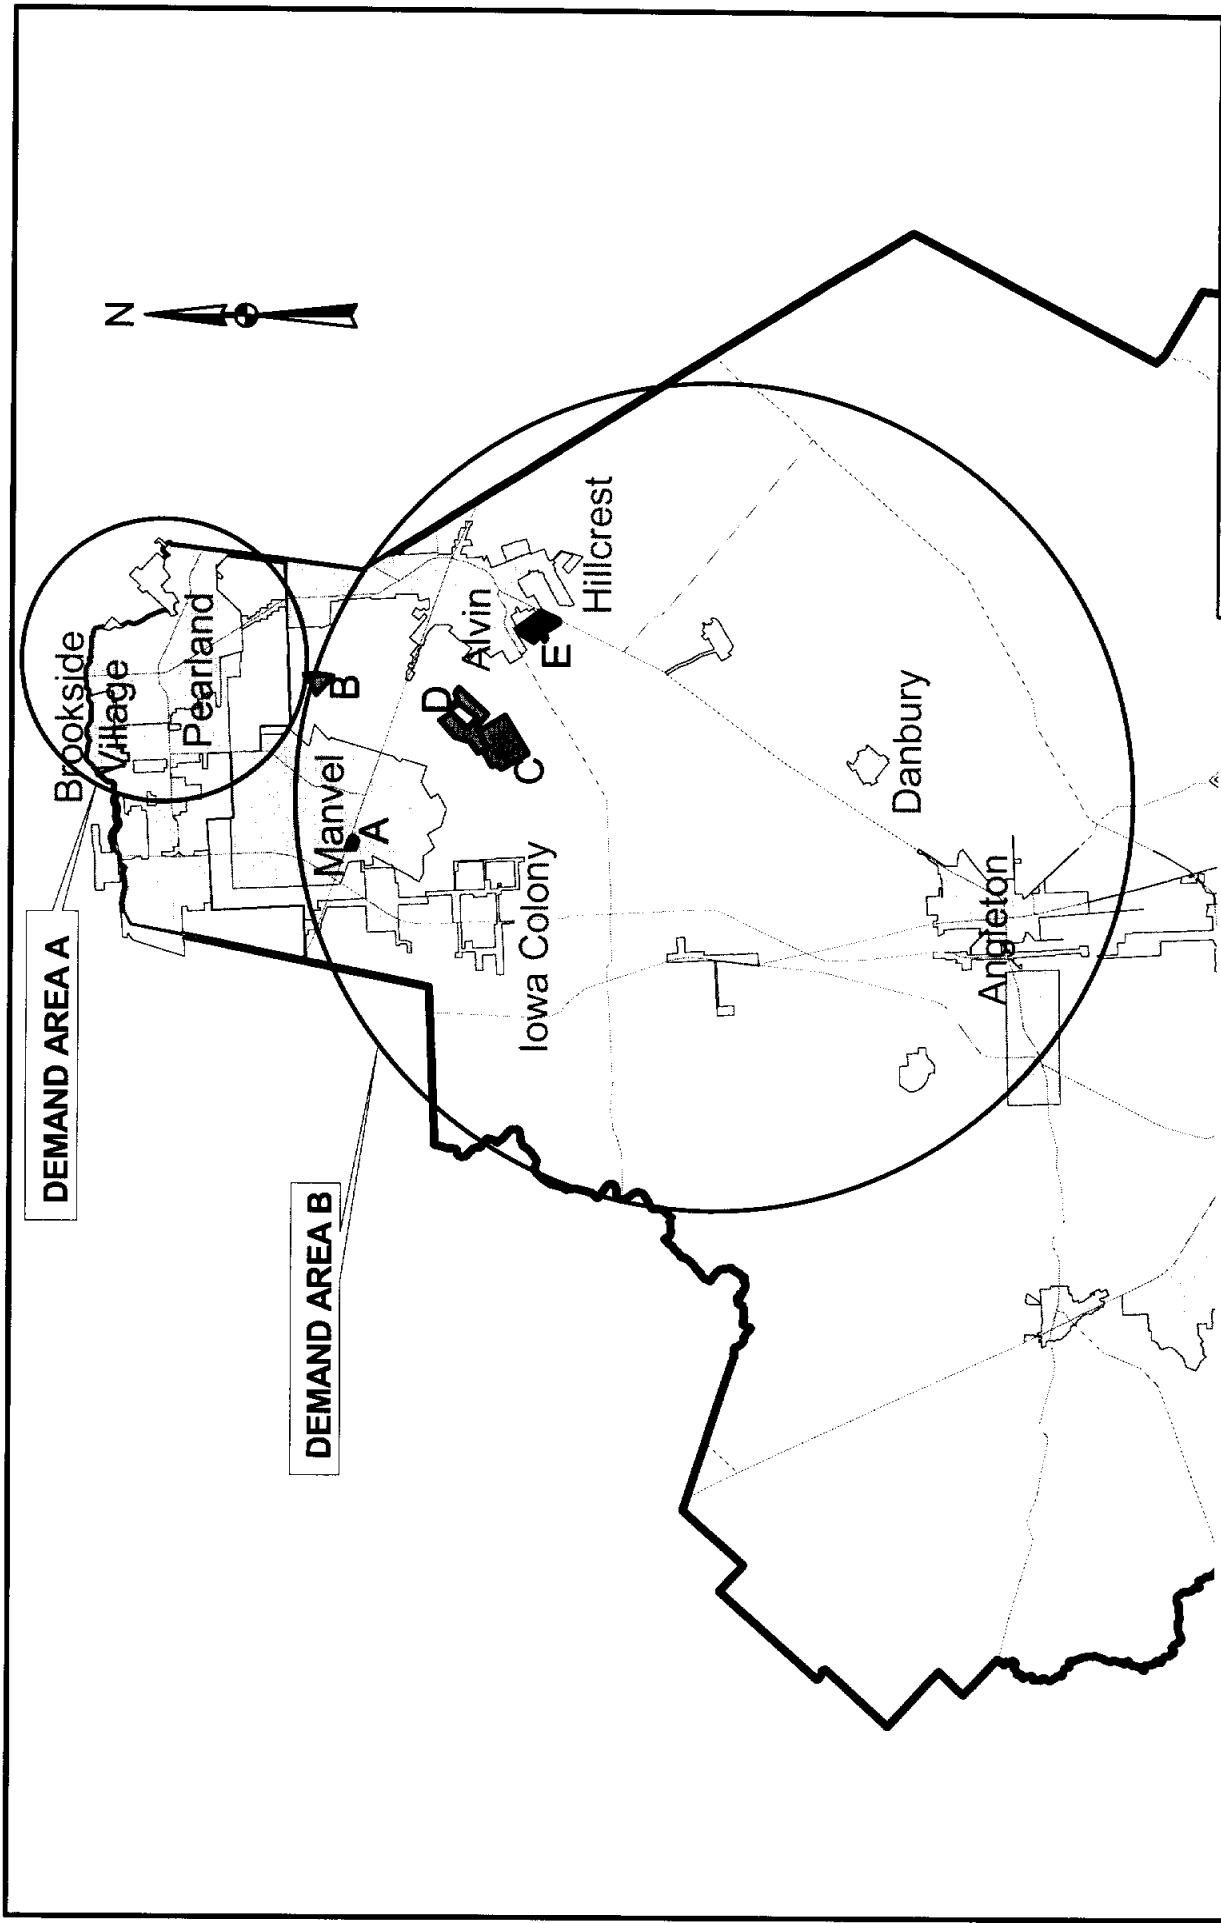 DEMAND AREA A
DEMAND AREA B
N
Brookside
Village
Pearland
B
Manvel
A
D
C
Alvin
E
Hillcrest
Iowa Colony
Danbury
Angleton